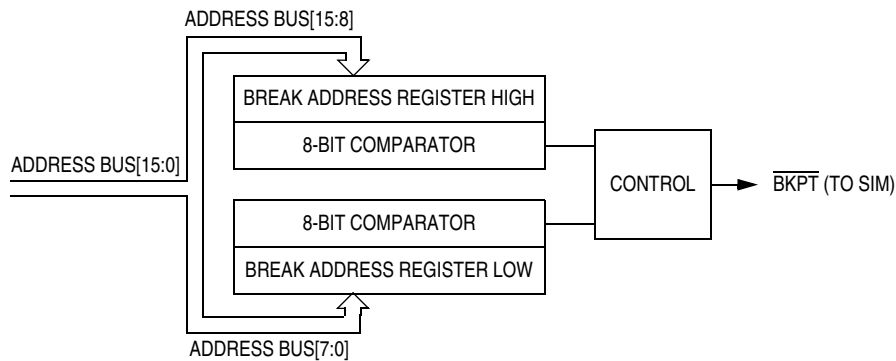 ADDRESS BUS[15:8]
BREAK ADDRESS REGISTER HIGH
8-BIT COMPARATOR
ADDRESS BUS[15:0]
CONTROL
BKPT (TO SIM)
8-BIT COMPARATOR
BREAK ADDRESS REGISTER LOW
ADDRESS BUS[7:0]